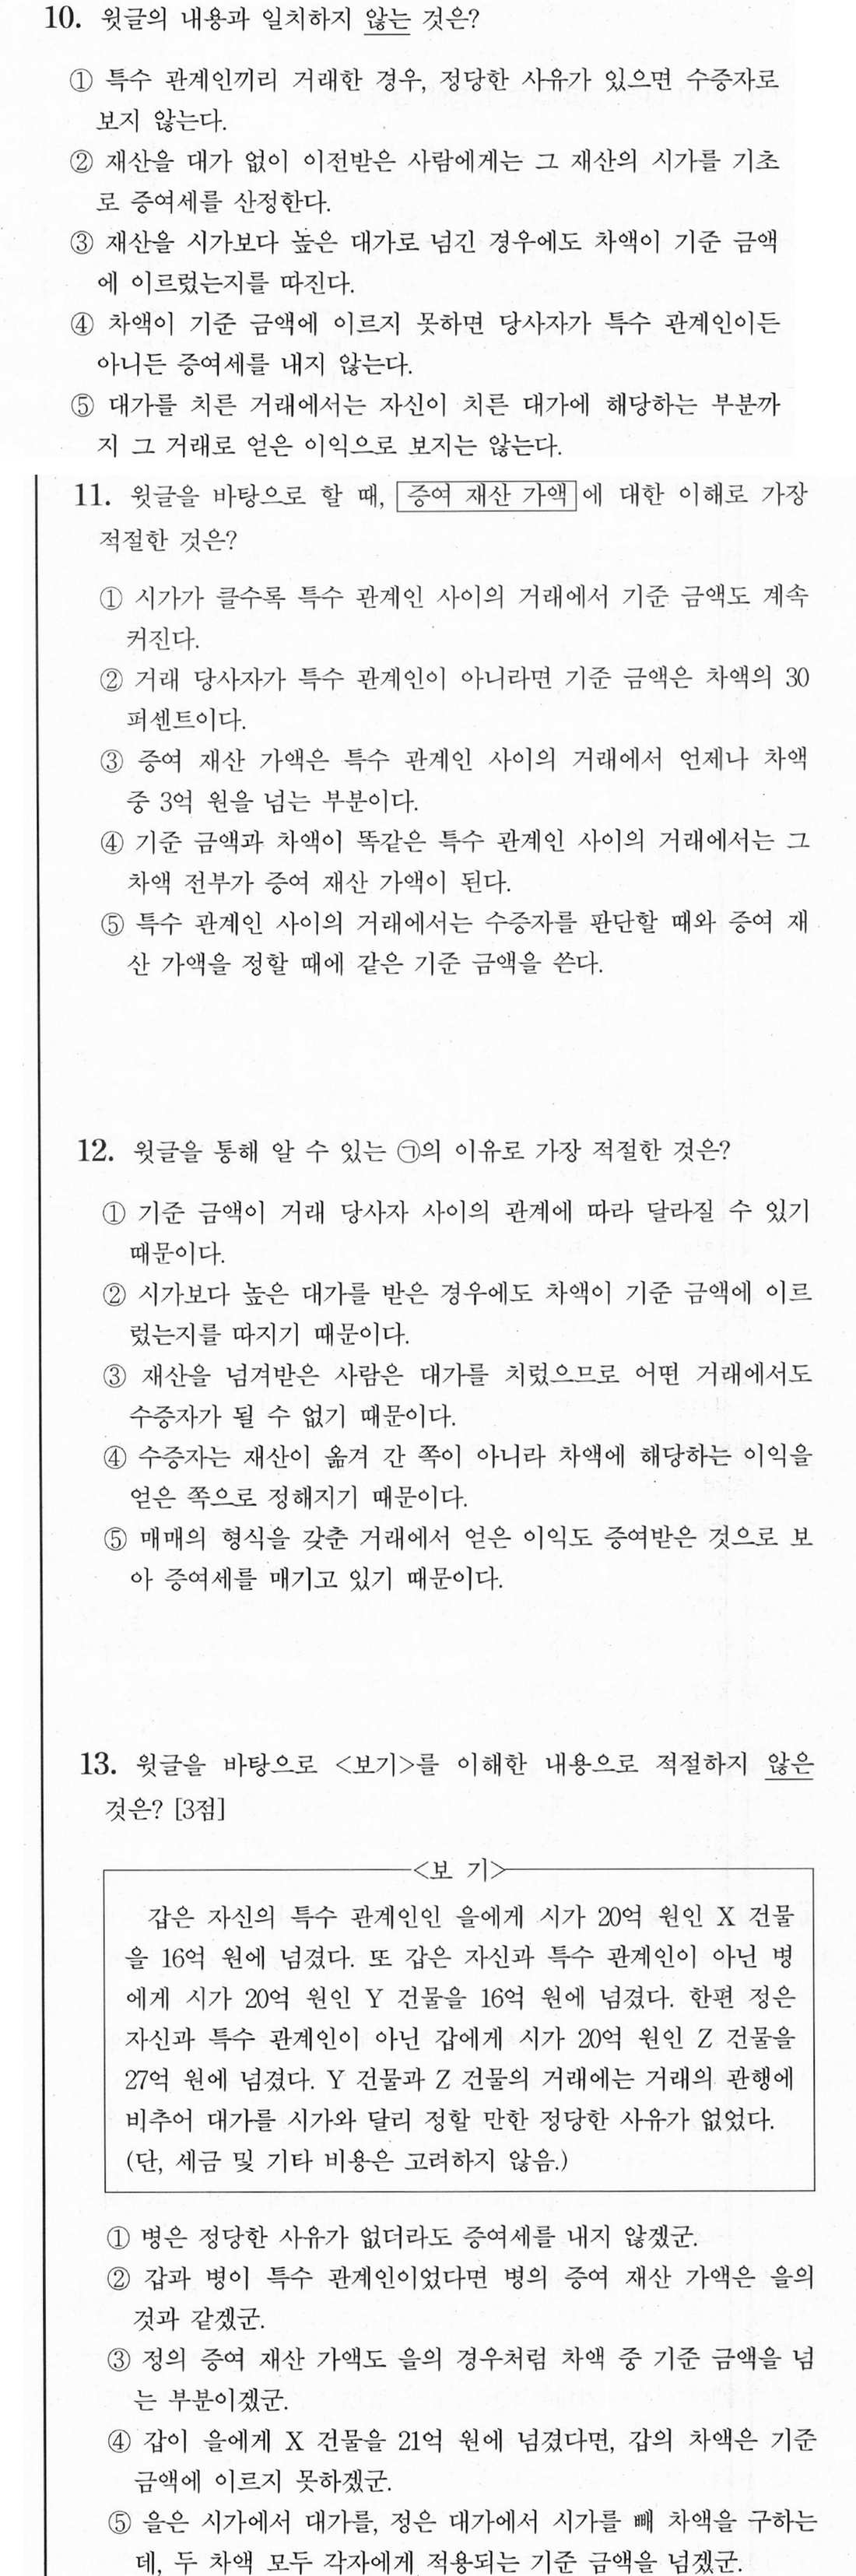 10. 윗글의 내용과 일치하지 않는 것은?
① 특수 관계인끼리 거래한 경우, 정당한 사유가 있으면 수증자로
보지 않는다.
② 재산을 대가 없이 이전받은 사람에게는 그 재산의 시가를 기초
로 증여세를 산정한다.
③ 재산을 시가보다 높은 대가로 넘긴 경우에도 차액이 기준 금액
에 이르렀는지를 따진다.
④ 차액이 기준 금액에 이르지 못하면 당사자가 특수 관계인이든
아니든 증여세를 내지 않는다.
⑤ 대가를 치른 거래에서는 자신이 치른 대가에 해당하는 부분까
지 그 거래로 얻은 이익으로 보지는 않는다.
11. 윗글을 바탕으로 할 때, 증여 재산 가액에 대한 이해로 가장
적절한 것은?
① 시가가 클수록 특수 관계인 사이의 거래에서 기준 금액도 계속
커진다.
② 거래 당사자가 특수 관계인이 아니라면 기준 금액은 차액의 30
퍼센트이다.
③ 증여 재산 가액은 특수 관계인 사이의 거래에서 언제나 차액
중 3억 원을 넘는 부분이다.
④ 기준 금액과 차액이 똑같은 특수 관계인 사이의 거래에서는 그
차액 전부가 증여 재산 가액이 된다.
⑤ 특수 관계인 사이의 거래에서는 수증자를 판단할 때와 증여 재
산 가액을 정할 때에 같은 기준 금액을 쓴다.
12. 윗글을 통해 알 수 있는 ㉠의 이유로 가장 적절한 것은?
① 기준 금액이 거래 당사자 사이의 관계에 따라 달라질 수 있기
때문이다.
② 시가보다 높은 대가를 받은 경우에도 차액이 기준 금액에 이르
렀는지를 따지기 때문이다.
③ 재산을 넘겨받은 사람은 대가를 치렀으므로 어떤 거래에서도
수증자가 될 수 없기 때문이다.
④ 수증자는 재산이 옮겨 간 쪽이 아니라 차액에 해당하는 이익을
얻은 쪽으로 정해지기 때문이다.
⑤ 매매의 형식을 갖춘 거래에서 얻은 이익도 증여받은 것으로 보
아 증여세를 매기고 있기 때문이다.
13. 윗글을 바탕으로 <보기>를 이해한 내용으로 적절하지 않은
것은? [3점]
<보 기>
갑은 자신의 특수 관계인인 을에게 시가 20억 원인 X 건물
을 16억 원에 넘겼다. 또 갑은 자신과 특수 관계인이 아닌 병
에게 시가 20억 원인 Y 건물을 16억 원에 넘겼다. 한편 정은
자신과 특수 관계인이 아닌 갑에게 시가 20억 원인 Z 건물을
27억 원에 넘겼다. Y 건물과 Z 건물의 거래에는 거래의 관행에
비추어 대가를 시가와 달리 정할 만한 정당한 사유가 없었다.
(단, 세금 및 기타 비용은 고려하지 않음.)
① 병은 정당한 사유가 없더라도 증여세를 내지 않겠군.
② 갑과 병이 특수 관계인이었다면 병의 증여 재산 가액은 을의
것과 같겠군.
③ 정의 증여 재산 가액도 을의 경우처럼 차액 중 기준 금액을 넘
는 부분이겠군.
④ 갑이 을에게 X 건물을 21억 원에 넘겼다면, 갑의 차액은 기준
금액에 이르지 못하겠군.
⑤ 을은 시가에서 대가를, 정은 대가에서 시가를 빼 차액을 구하는
데, 두 차액 모두 각자에게 적용되는 기준 금액을 넘겠군.